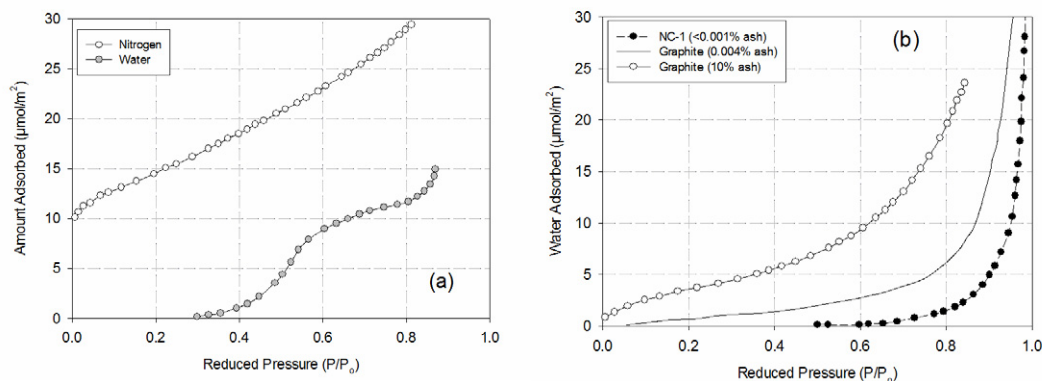 30
25
20
15
10
5
0
Amount Adsorbed (µmol/m²)
Nitrogen
Water
(a)
0.0 0.2 0.4 0.6 0.8 1.0
Reduced Pressure (P/Pₒ)
30
25
20
15
10
5
0
Water Adsorbed (µmol/m²)
NC-1 (<0.001% ash)
Graphite (0.004% ash)
Graphite (10% ash)
(b)
0.0 0.2 0.4 0.6 0.8 1.0
Reduced Pressure (P/Pₒ)